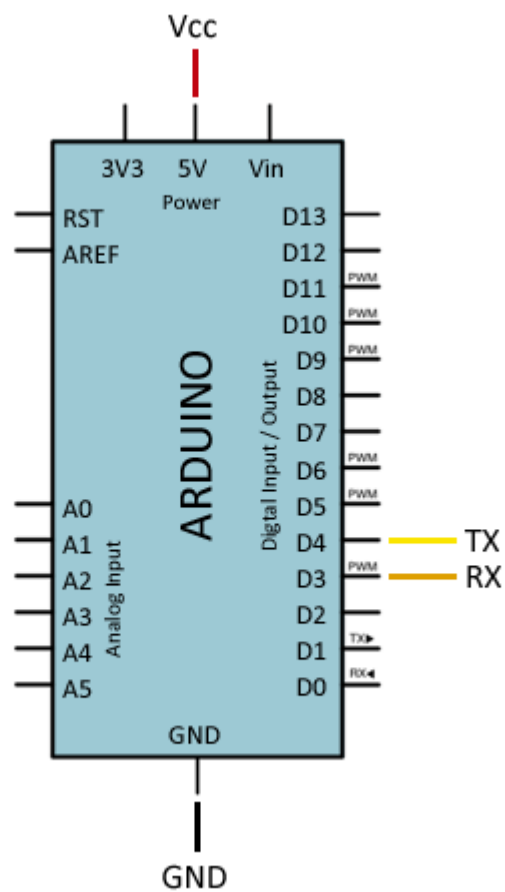 Vcc
3V3 5V Vin
Power
RST
AREF
D13
D12
D11 PWM
D10 PWM
D9 PWM
D8
D7
D6 PWM
D5 PWM
D4 TX
D3 PWM RX
D2
D1 TX▶
D0 RX◀
ARDUINO
Digtal Input / Output
A0
A1
A2
A3
A4
A5
Analog Input
GND
GND